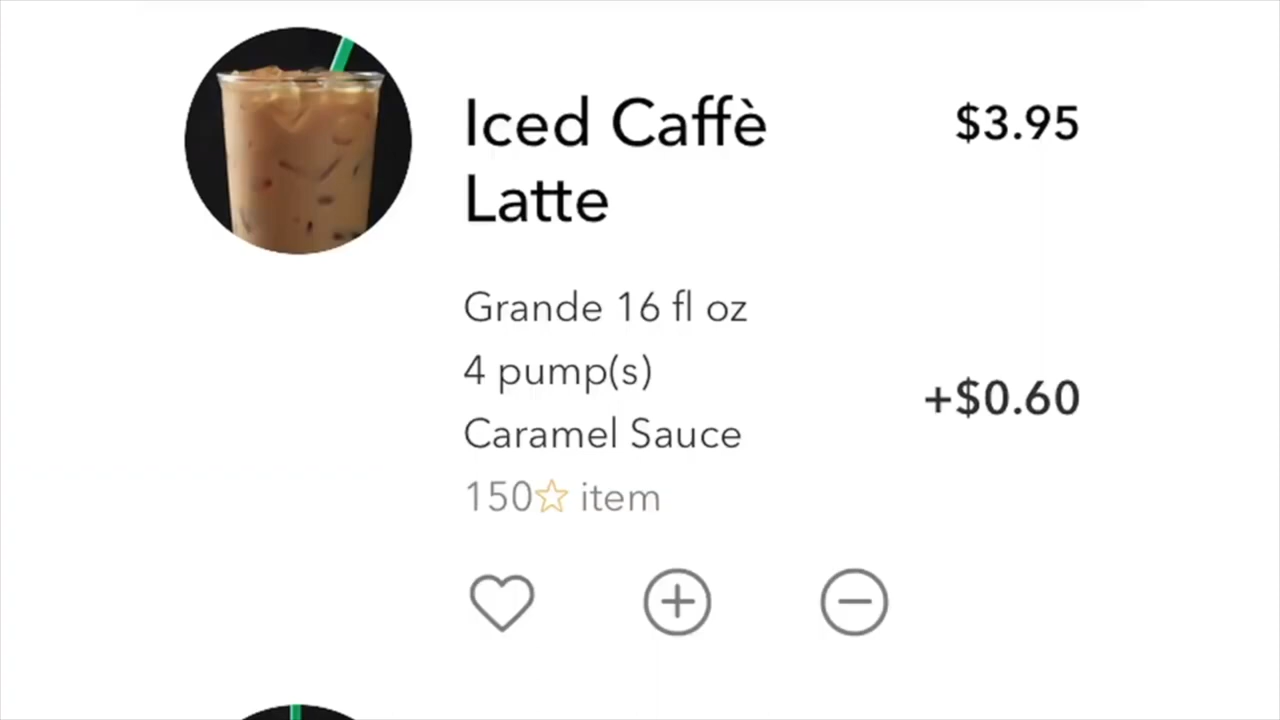 Iced Caffè
Latte
$3.95
Grande 16 fl oz
4 pump(s)
Caramel Sauce
+$0.60
150☆ item